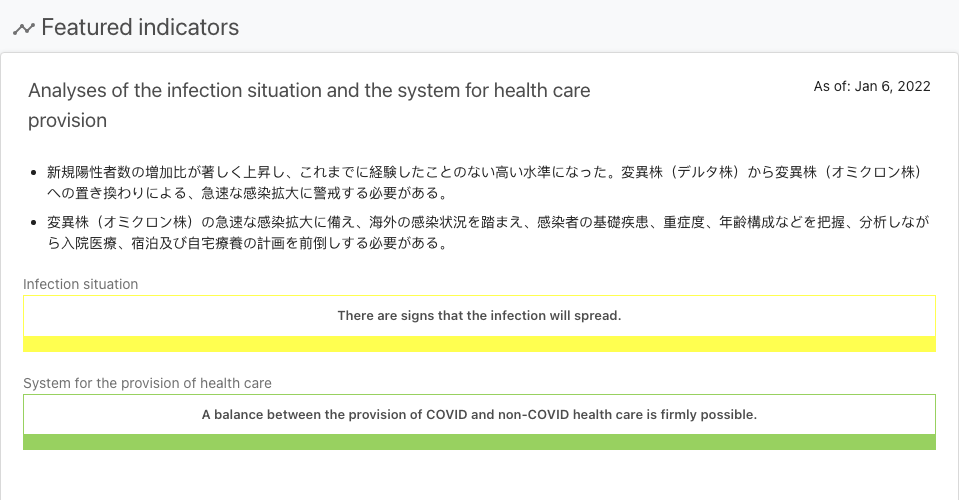 Featured indicators
Analyses of the infection situation and the system for health care
provision
As of: Jan 6, 2022
• 新規陽性者数の増加比が著しく上昇し、これまでに経験したことのない高い水準になった。変異株（デルタ株）から変異株（オミクロン株）
への置き換わりによる、急速な感染拡大に警戒する必要がある。
• 変異株（オミクロン株）の急速な感染拡大に備え、海外の感染状況を踏まえ、感染者の基礎疾患、重症度、年齢構成などを把握、分析しなが
ら入院医療、宿泊及び自宅療養の計画を前倒しする必要がある。
Infection situation
There are signs that the infection will spread.
System for the provision of health care
A balance between the provision of COVID and non-COVID health care is firmly possible.